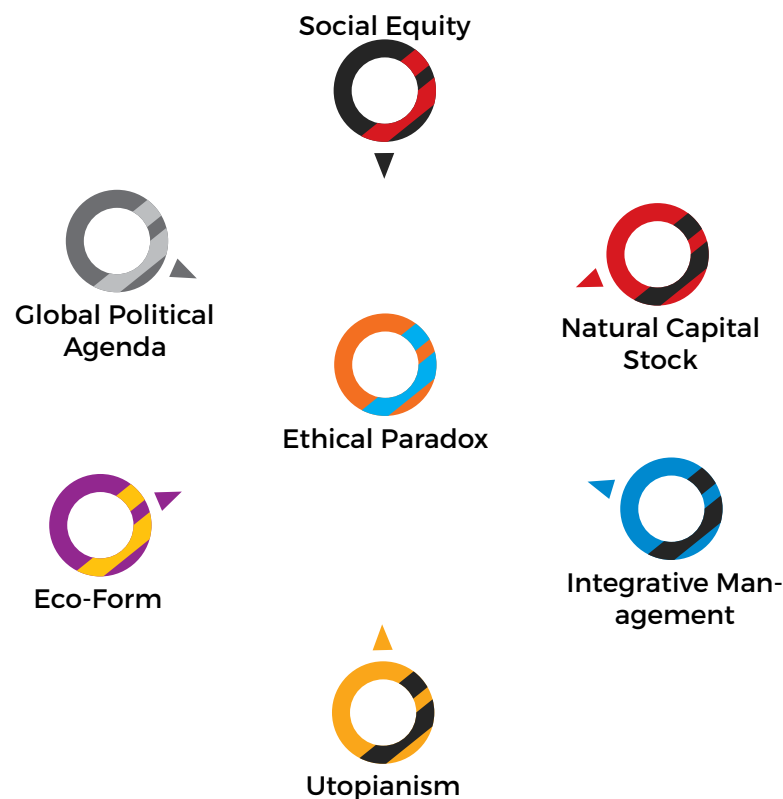 Social Equity
Global Political
Agenda
Natural Capital
Stock
Ethical Paradox
Eco-Form
Integrative Man-
agement
Utopianism